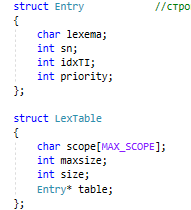 struct Entry //стро
{
char lexema;
int sn;
int idxTI;
int priority;
};
struct LexTable
{
char scope[MAX_SCOPE];
int maxsize;
int size;
Entry* table;
};